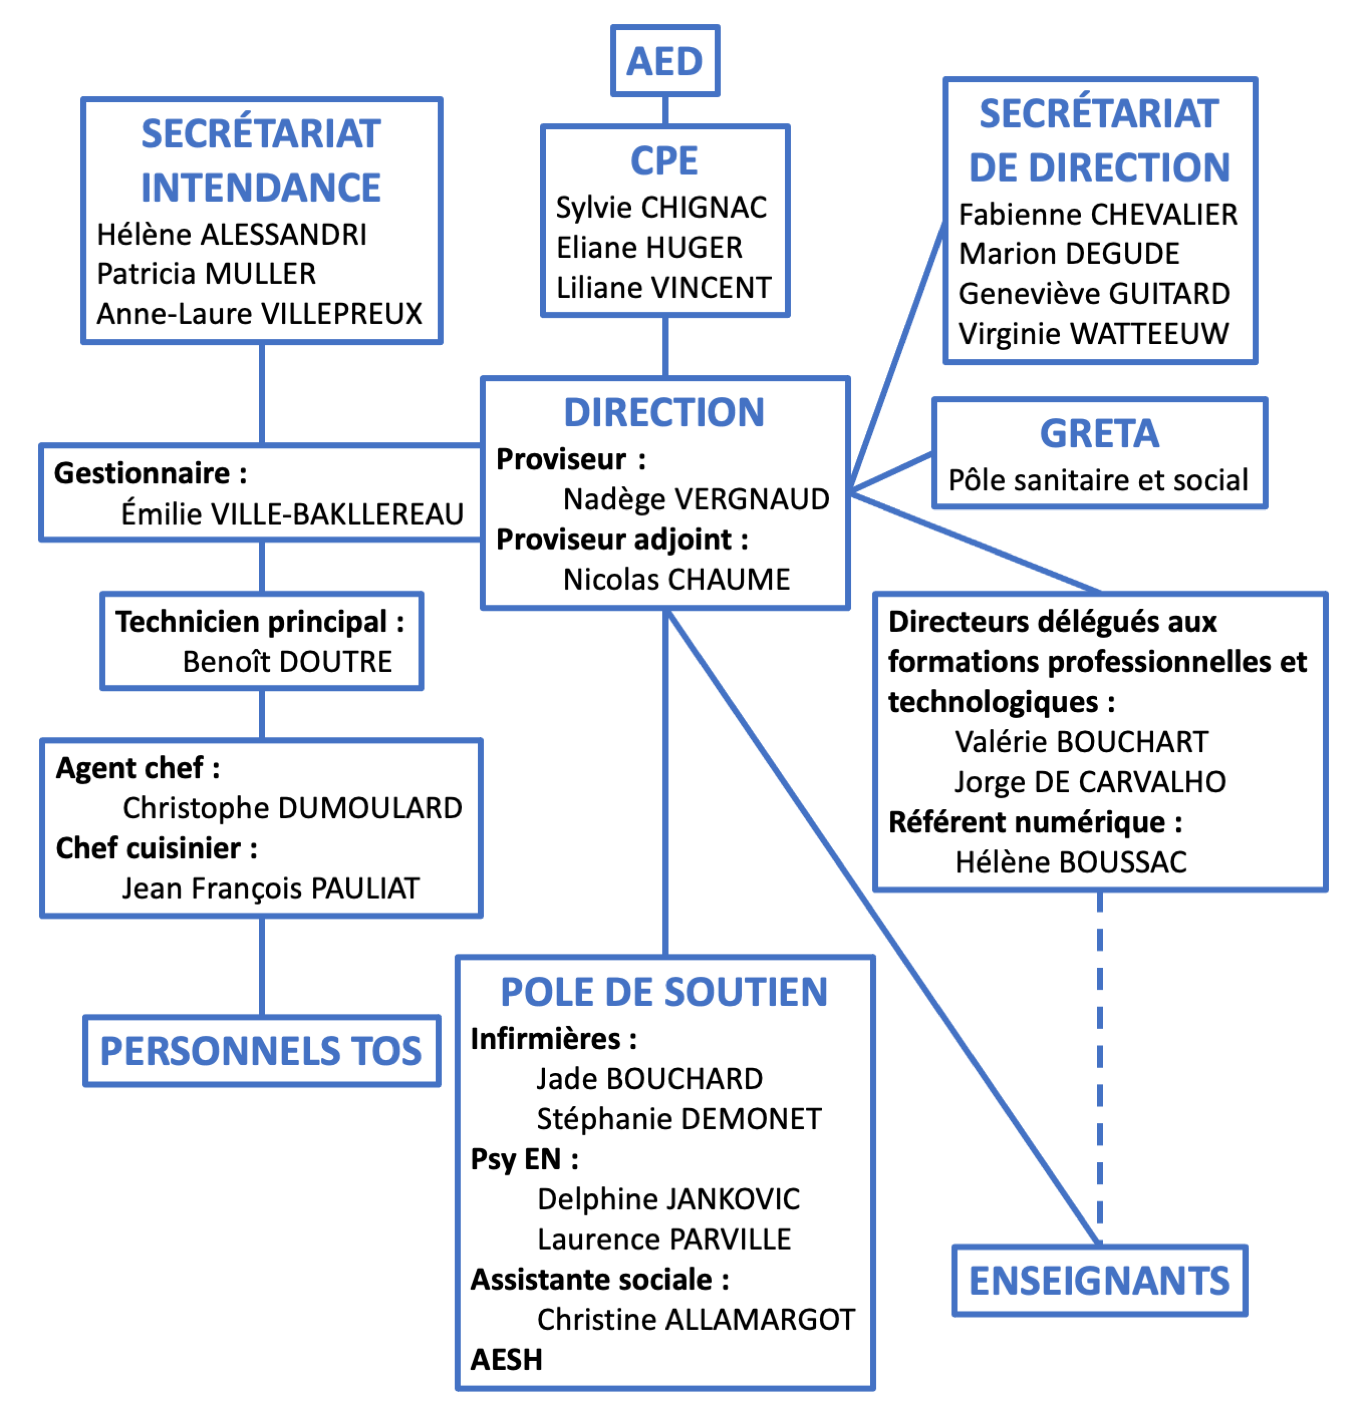 AED
SECRÉTARIAT
INTENDANCE
Hélène ALESSANDRI
Patricia MULLER
Anne-Laure VILLEPREUX
CPE
Sylvie CHIGNAC
Eliane HUGER
Liliane VINCENT
SECRÉTARIAT
DE DIRECTION
Fabienne CHEVALIER
Marion DEGUDE
Geneviève GUITARD
Virginie WATTEEUW
DIRECTION
Proviseur :
Nadège VERGNAUD
Proviseur adjoint :
Nicolas CHAUME
GRETA
Pôle sanitaire et social
Gestionnaire :
Émilie VILLE-BAKLLEREAU
Technicien principal :
Benoît DOUTRE
Agent chef :
Christophe DUMOULARD
Chef cuisinier :
Jean François PAULIAT
PERSONNELS TOS
Directeurs délégués aux
formations professionnelles et
technologiques :
Valérie BOUCHART
Jorge DE CARVALHO
Référent numérique :
Hélène BOUSSAC
POLE DE SOUTIEN
Infirmières :
Jade BOUCHARD
Stéphanie DEMONET
Psy EN :
Delphine JANKOVIC
Laurence PARVILLE
Assistante sociale :
Christine ALLAMARGOT
AESH
ENSEIGNANTS